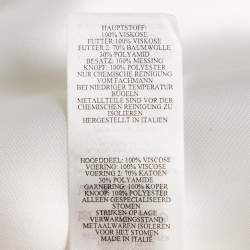 HAUPTSTOFF:
100% VISKOSE
FUTTER:100% VISKOSE
FUTTER 2: 70% BAUMWOLLE
30% POLYAMID
BESATZ: 100% MESSING
KNOPF: 100% POLYESTER
NUR CHEMISCHE REINIGUNG
VOM FACHMANN
BEI NIEDRIGER TEMPERATUR
BÜGELN
METALLTEILE SIND VOR DER
CHEMISCHEN REINIGUNG ZU
ISOLIEREN
HERGESTELLT IN ITALIEN
HOOFDDEEL: 100% VISCOSE
VOERING: 100% VISCOSE
VOERING 2: 70% KATOEN
30% POLYAMIDE
GARNERING: 100% KOPER
KNOOP: 100% POLYESTER
ALLEEN GESPECIALISEERD
STOMEN
STRIJKEN OP LAGE
VERWARMINGSSTAND
METAALWAREN ISOLEREN
VOOR HET STOMEN
MADE IN ITALIË